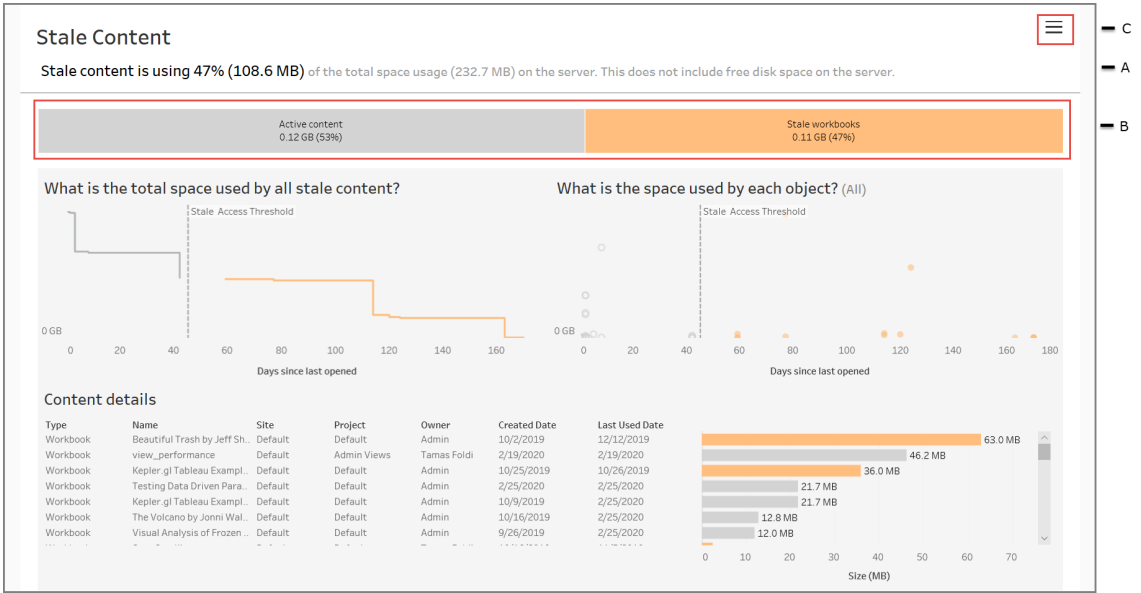 Stale Content
C
Stale content is using 47% (108.6 MB) of the total space usage (232.7 MB) on the server. This does not include free disk space on the server.
A
Active content
0.12 GB (53%)
Stale workbooks
0.11 GB (47%)
B
What is the total space used by all stale content?
What is the space used by each object? (All)
Stale Access Threshold
Stale Access Threshold
0 GB
0 GB
0 20 40 60 80 100 120 140 160
0 20 40 60 80 100 120 140 160 180
Days since last opened
Days since last opened
Content details
Type Name Site Project Owner Created Date Last Used Date
Workbook Beautiful Trash by Jeff Sh.. Default Default Admin 10/2/2019 12/12/2019 63.0 MB
Workbook view_performance Default Admin Views Tamas Foldi 2/19/2020 2/19/2020 46.2 MB
Workbook Kepler.gl Tableau Exampl.. Default Default Admin 10/25/2019 10/26/2019 36.0 MB
Workbook Testing Data Driven Para.. Default Default Admin 2/25/2020 2/25/2020 21.7 MB
Workbook Kepler.gl Tableau Exampl.. Default Default Admin 10/9/2019 2/25/2020 21.7 MB
Workbook The Volcano by Jonni Wal.. Default Default Admin 10/16/2019 2/25/2020 12.8 MB
Workbook Visual Analysis of Frozen .. Default Default Admin 9/26/2019 2/25/2020 12.0 MB
0 10 20 30 40 50 60 70
Size (MB)